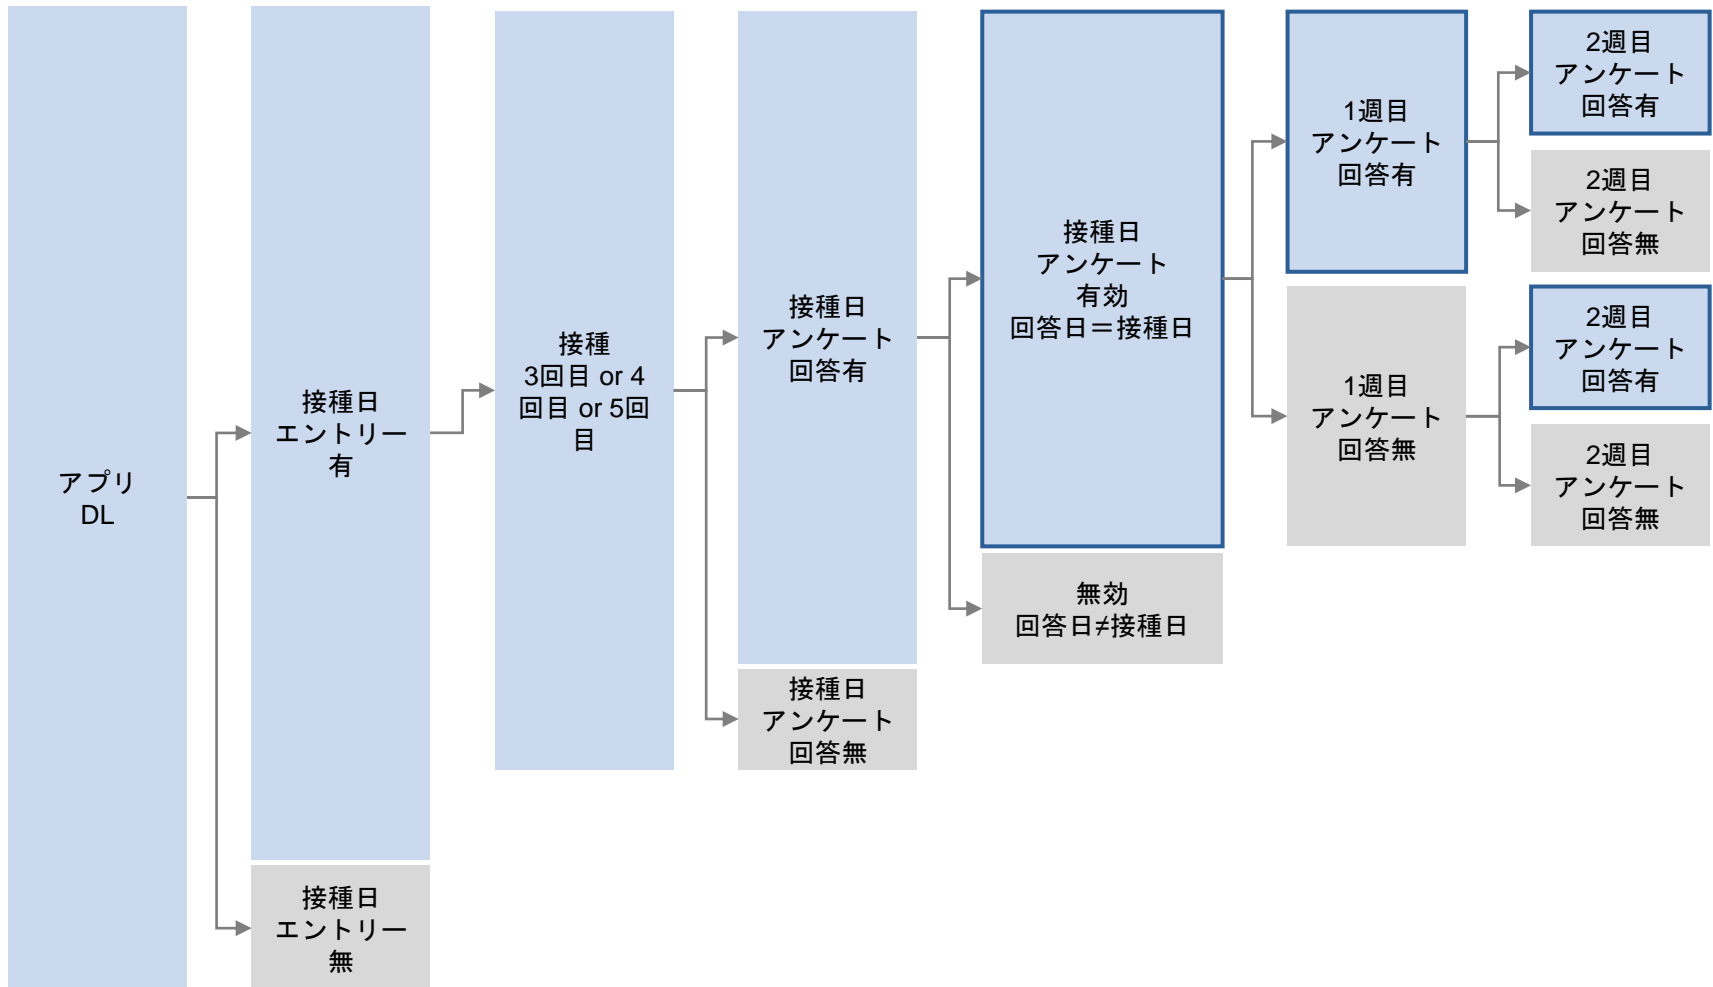 アプリ
DL
接種日
エントリー
有
接種日
エントリー
無
接種
3回目 or 4
回目 or 5回
目
接種日
アンケート
回答有
接種日
アンケート
回答無
接種日
アンケート
有効
回答日＝接種日
無効
回答日≠接種日
1週目
アンケート
回答有
1週目
アンケート
回答無
2週目
アンケート
回答有
2週目
アンケート
回答無
2週目
アンケート
回答有
2週目
アンケート
回答無